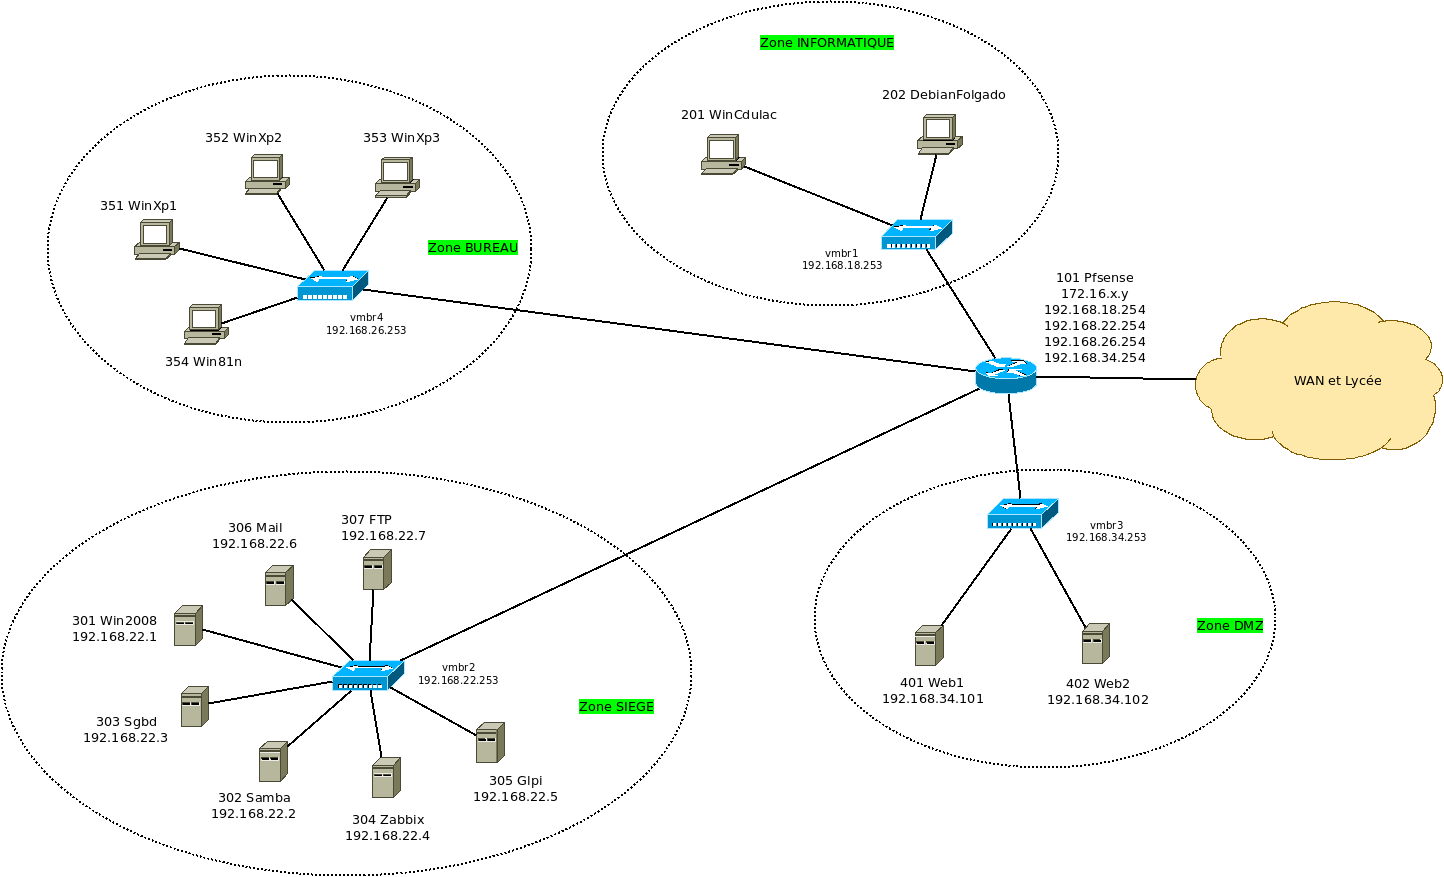 Zone INFORMATIQUE
202 DebianFolgado
201 WinCdulac
vmbr1
192.168.18.253
352 WinXp2
353 WinXp3
351 WinXp1
Zone BUREAU
vmbr4
192.168.26.253
354 Win81n
101 Pfsense
172.16.x.y
192.168.18.254
192.168.22.254
192.168.26.254
192.168.34.254
WAN et Lycée
307 FTP
192.168.22.7
306 Mail
192.168.22.6
301 Win2008
192.168.22.1
vmbr2
192.168.22.253
Zone SIEGE
303 Sgbd
192.168.22.3
302 Samba
192.168.22.2
304 Zabbix
192.168.22.4
305 Glpi
192.168.22.5
vmbr3
192.168.34.253
Zone DMZ
401 Web1
192.168.34.101
402 Web2
192.168.34.102